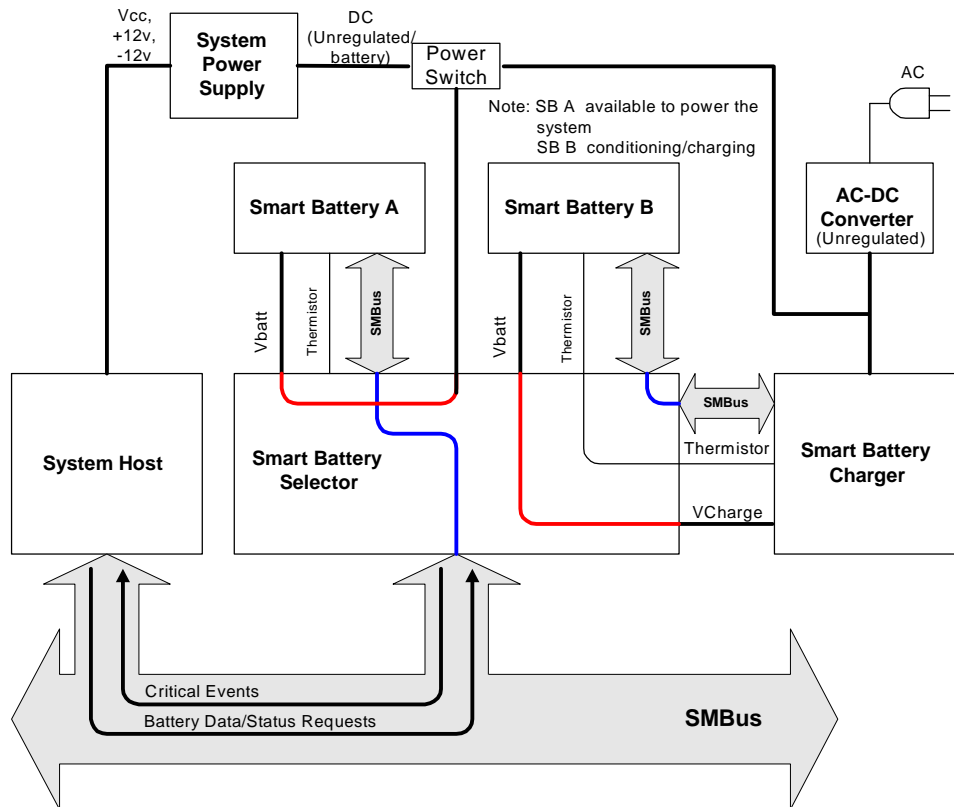 Vcc,
+12v,
-12v
System
Power
Supply
DC
(Unregulated/
battery)
Power
Switch
AC
Note: SB A available to power the
system
SB B conditioning/charging
Smart Battery A
Smart Battery B
AC-DC
Converter
(Unregulated)
Vbatt
Thermistor
SMBus
Vbatt
Thermistor
SMBus
SMBus
System Host
Smart Battery
Selector
Thermistor
Smart Battery
Charger
VCharge
Critical Events
Battery Data/Status Requests
SMBus